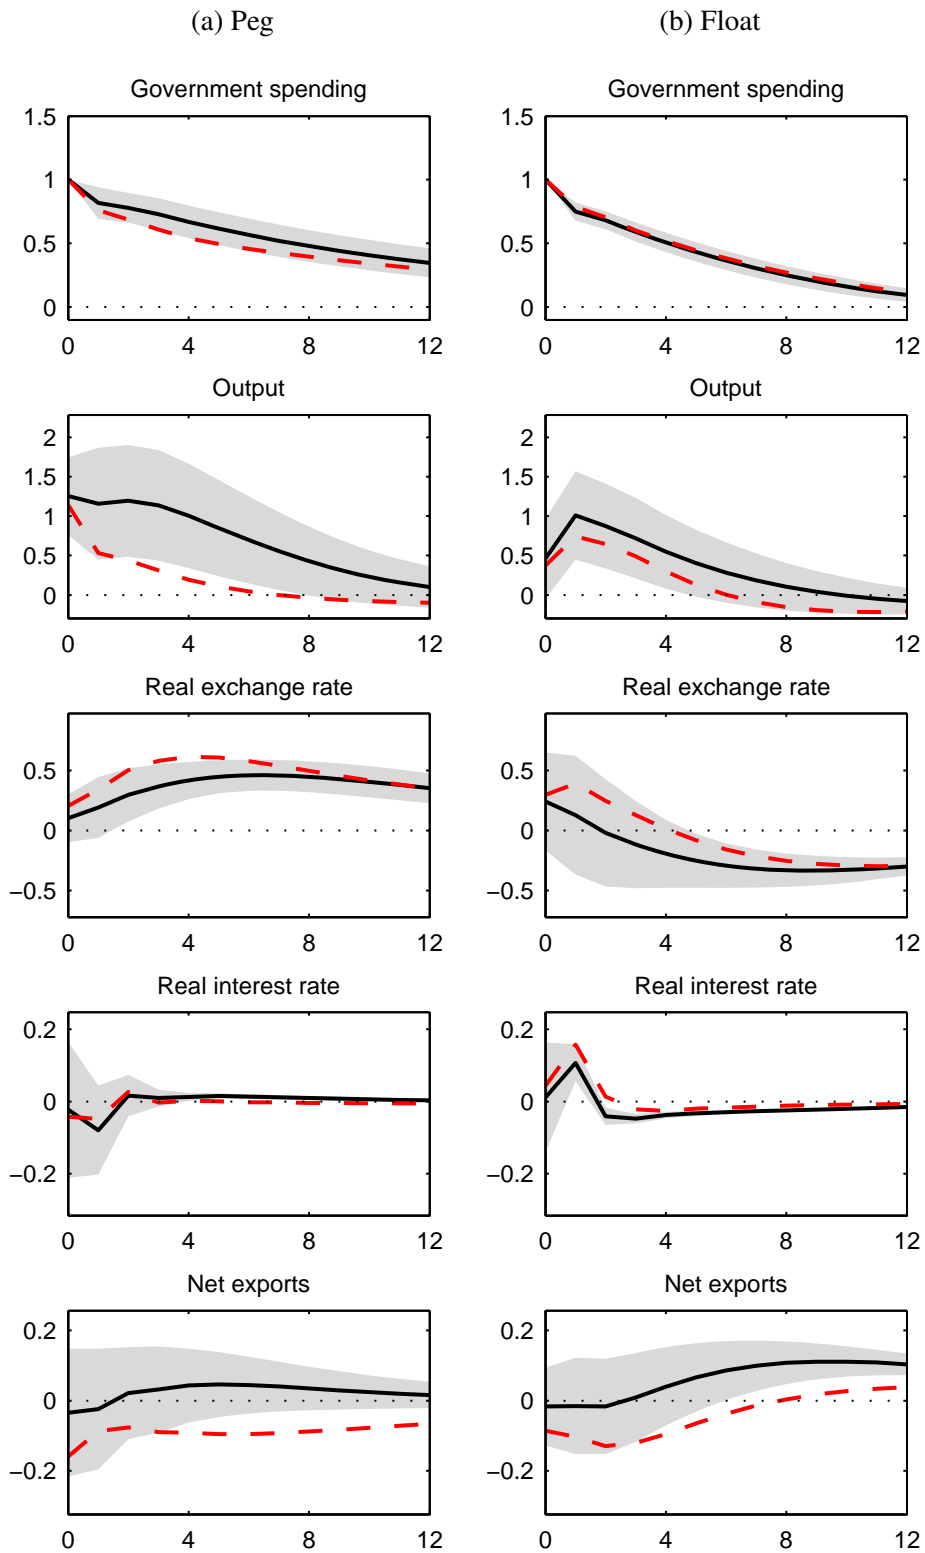 (a) Peg
(b) Float
Government spending
Government spending
1.5
1
0.5
0
0 4 8 12
1.5
1
0.5
0
0 4 8 12
Output
Output
2
1.5
1
0.5
0
0 4 8 12
2
1.5
1
0.5
0
0 4 8 12
Real exchange rate
Real exchange rate
0.5
0
−0.5
0 4 8 12
0.5
0
−0.5
0 4 8 12
Real interest rate
Real interest rate
0.2
0
−0.2
0 4 8 12
0.2
0
−0.2
0 4 8 12
Net exports
Net exports
0.2
0
−0.2
0 4 8 12
0.2
0
−0.2
0 4 8 12